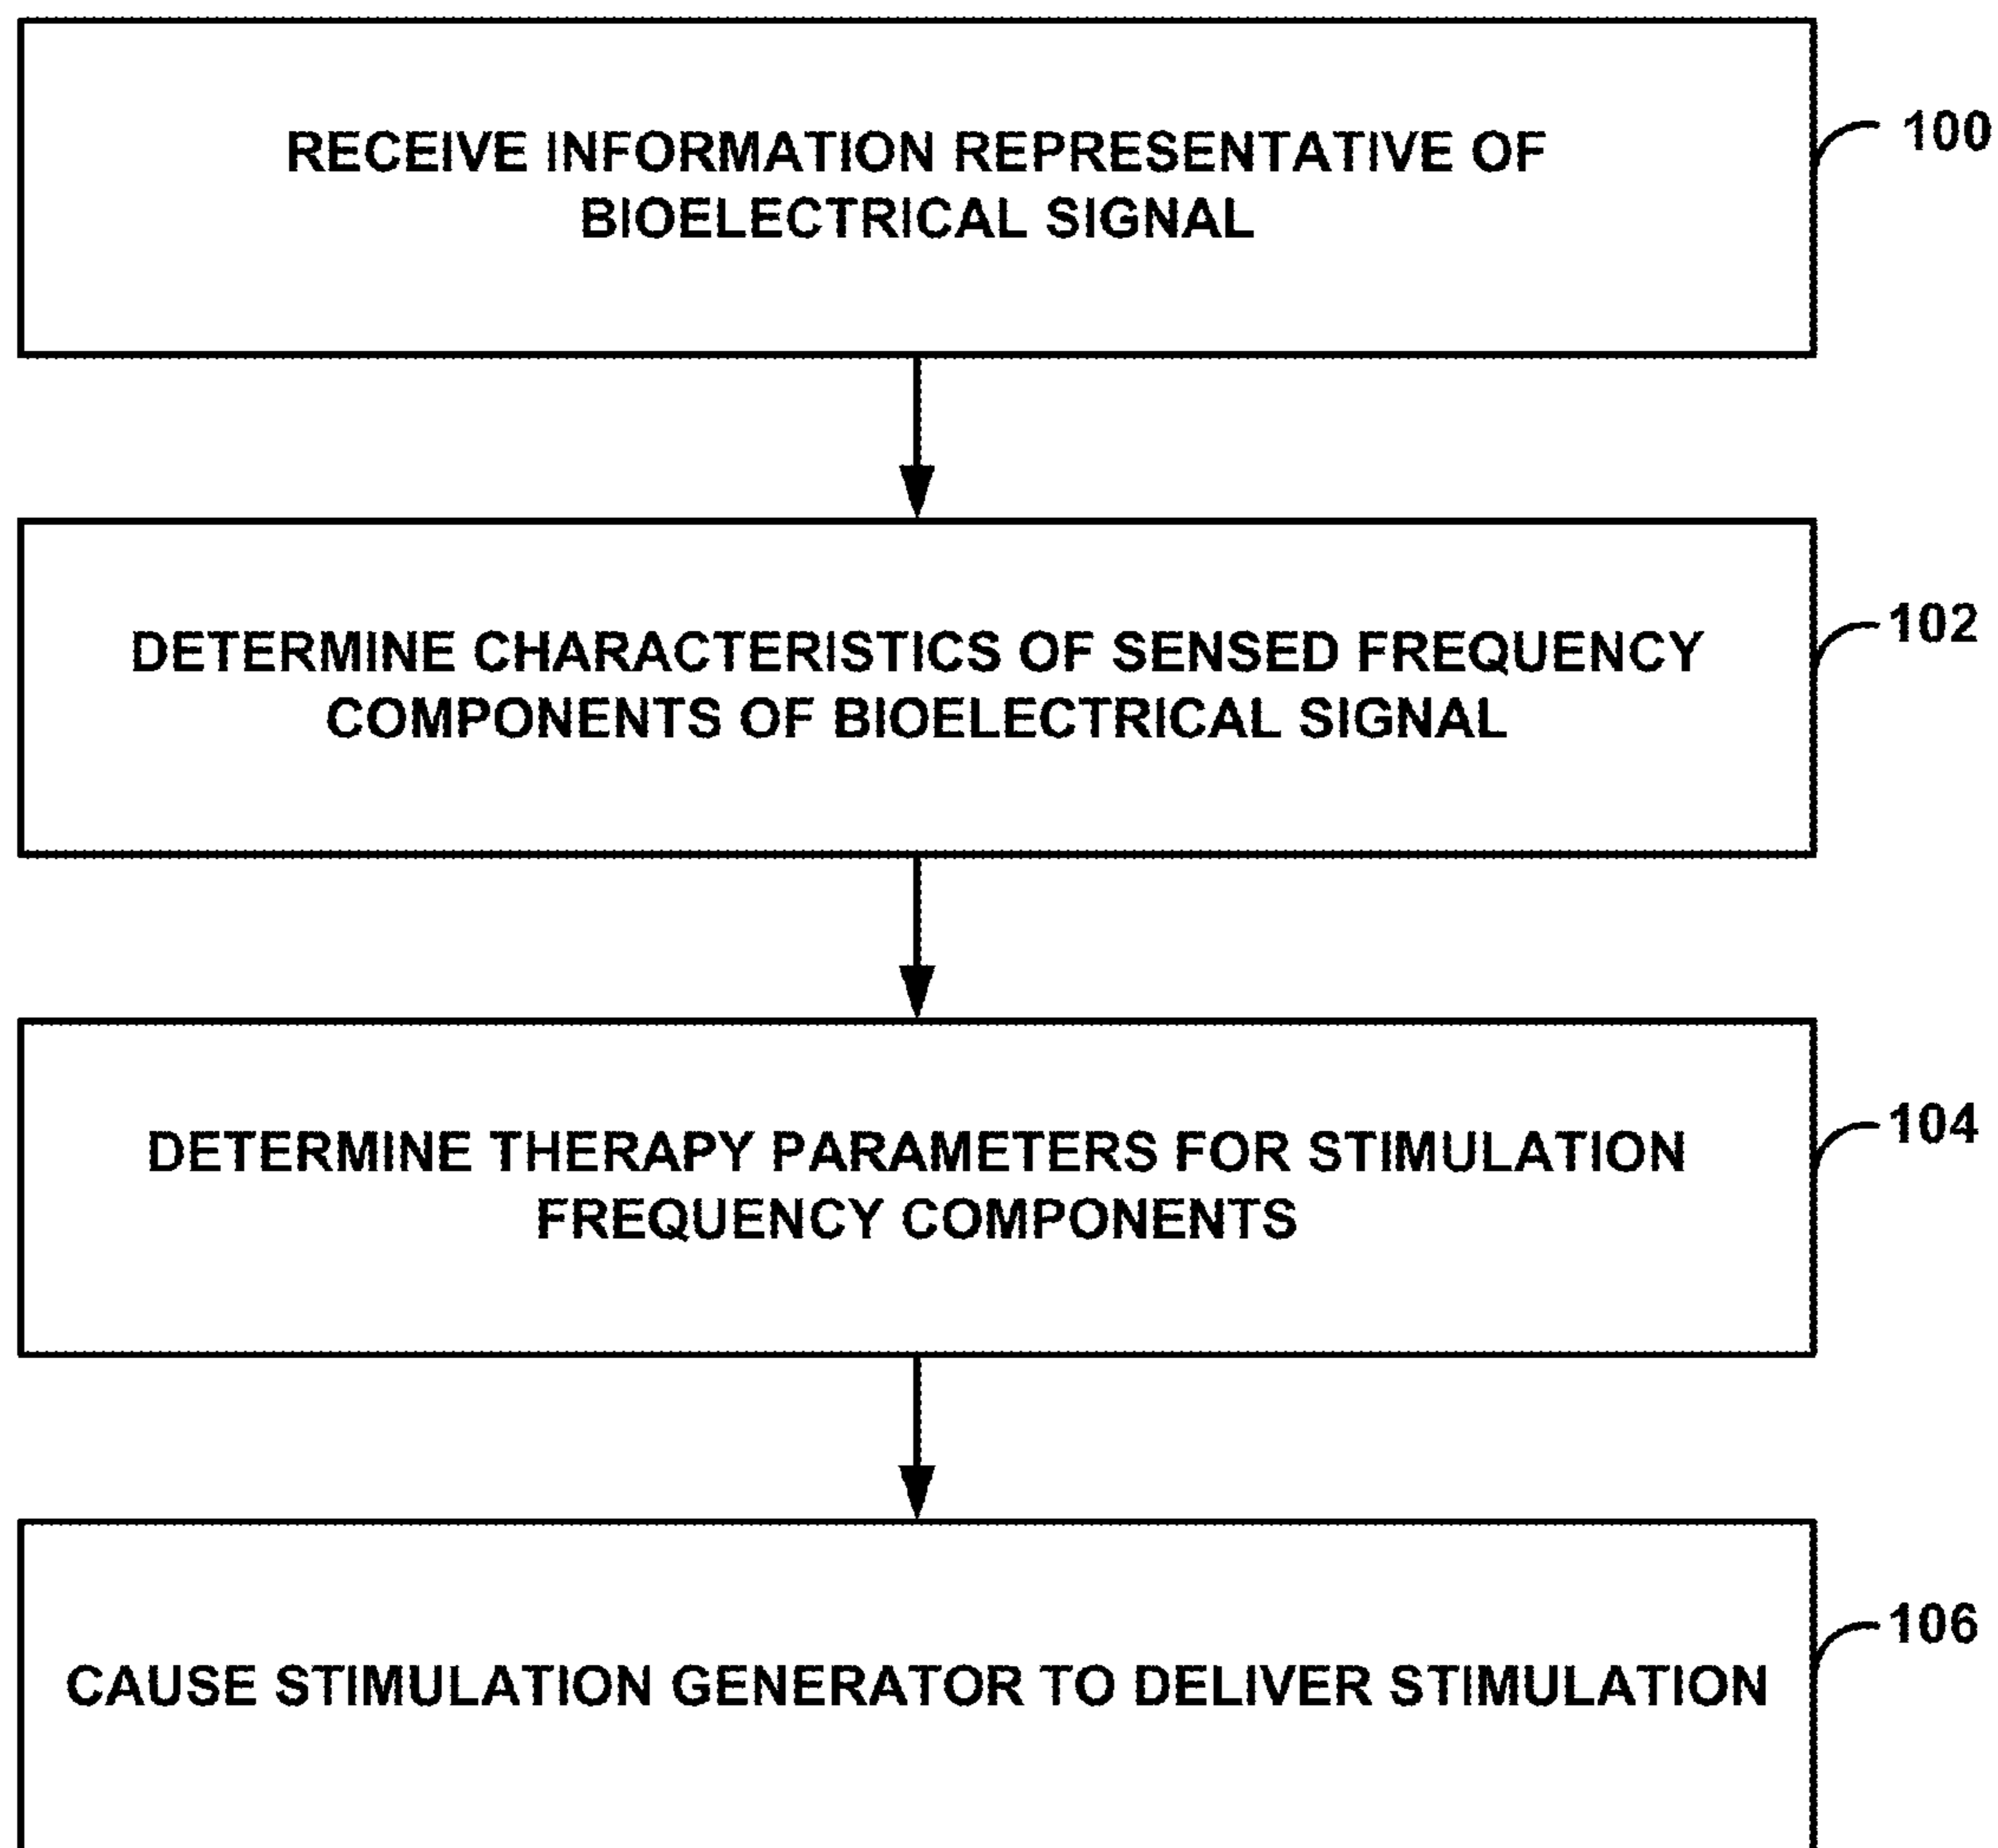 RECEIVE INFORMATION REPRESENTATIVE OF
BIOELECTRICAL SIGNAL
100
DETERMINE CHARACTERISTICS OF SENSED FREQUENCY
COMPONENTS OF BIOELECTRICAL SIGNAL
102
DETERMINE THERAPY PARAMETERS FOR STIMULATION
FREQUENCY COMPONENTS
104
CAUSE STIMULATION GENERATOR TO DELIVER STIMULATION
106